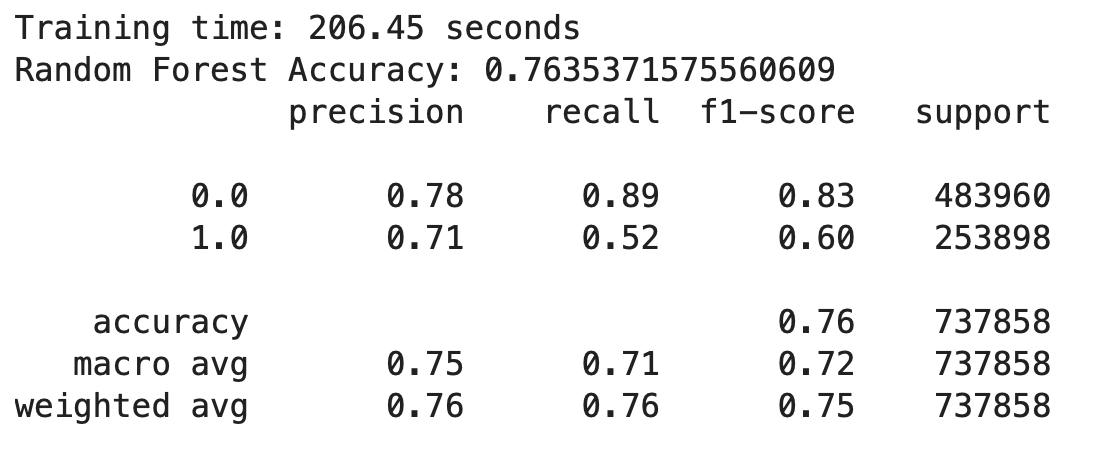 Training time: 206.45 seconds
Random Forest Accuracy: 0.7635371575560609
precision recall f1-score support
0.0 0.78 0.89 0.83 483960
1.0 0.71 0.52 0.60 253898
accuracy 0.76 737858
macro avg 0.75 0.71 0.72 737858
weighted avg 0.76 0.76 0.75 737858